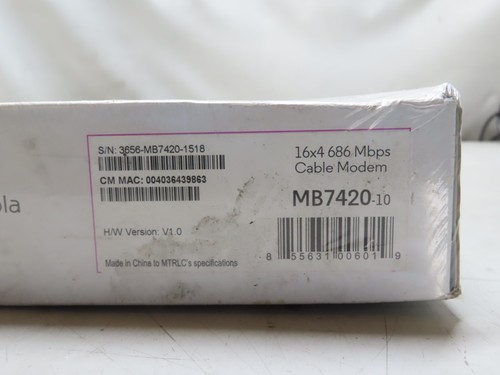 S/N: 3656-MB7420-1518
CM MAC: 004036439863
H/W Version: V1.0
Made in China to MTRLC's specifications
16x4 686 Mbps
Cable Modem
MB7420-10
8 55631 00601 9
ola